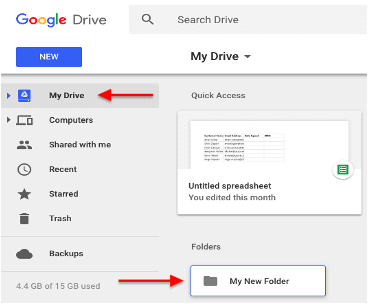 Google Drive
Search Drive
NEW
My Drive
My Drive
Computers
Shared with me
Recent
Starred
Trash
Backups
4.4 GB of 15 GB used
Quick Access
Untitled spreadsheet
You edited this month
Folders
My New Folder